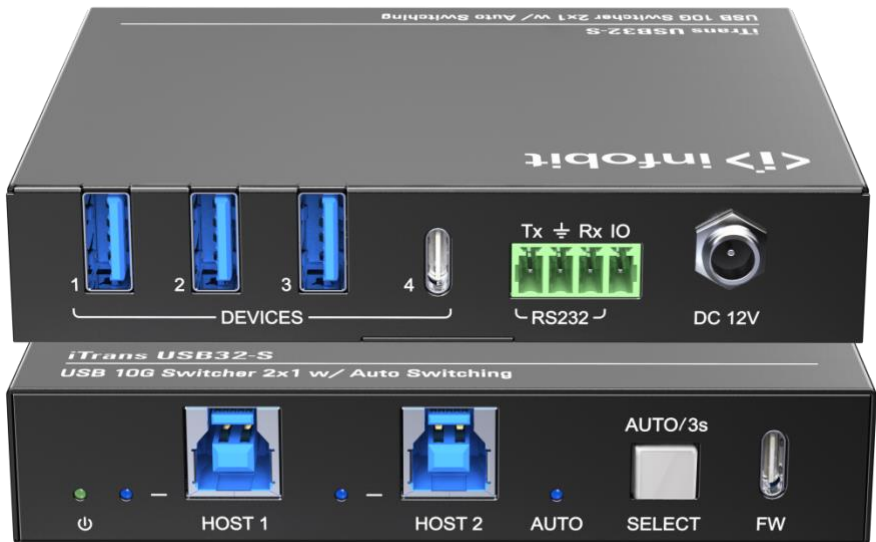 USB 10G Switcher 2x1 w/ Auto Switching
iTrans USB32-S
<i> infobit
Tx Rx IO
1 2 3 4
DEVICES
RS232
DC 12V
iTrans USB32-S
USB 10G Switcher 2x1 w/ Auto Switching
AUTO/3s
HOST 1
HOST 2
AUTO
SELECT
FW